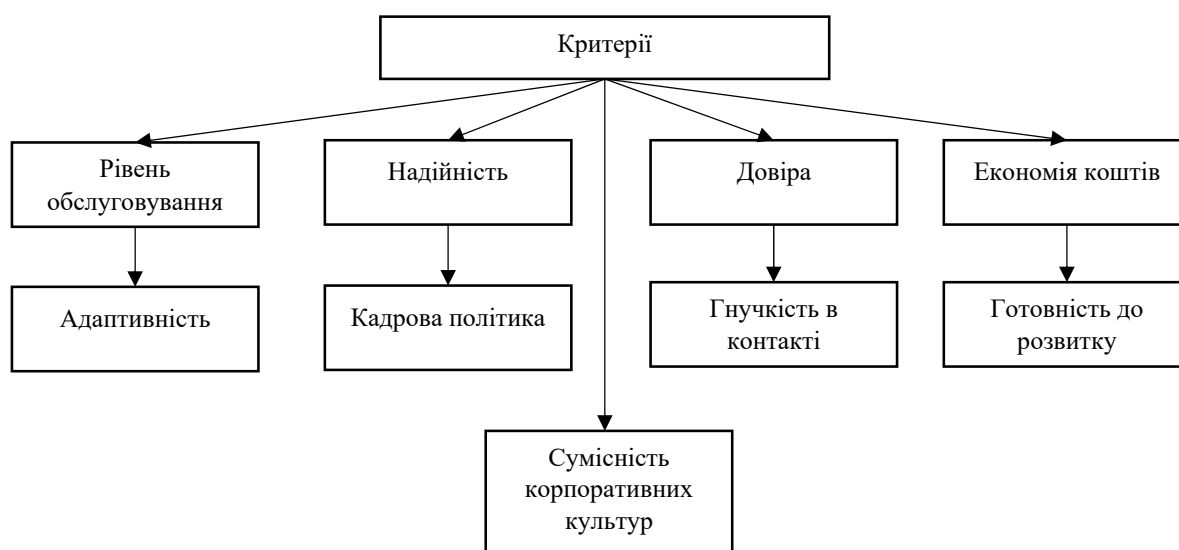 Критерії
Рівень
обслуговування
Надійність
Довіра
Економія коштів
Адаптивність
Кадрова політика
Гнучкість в
контакті
Готовність до
розвитку
Сумісність
корпоративних
культур